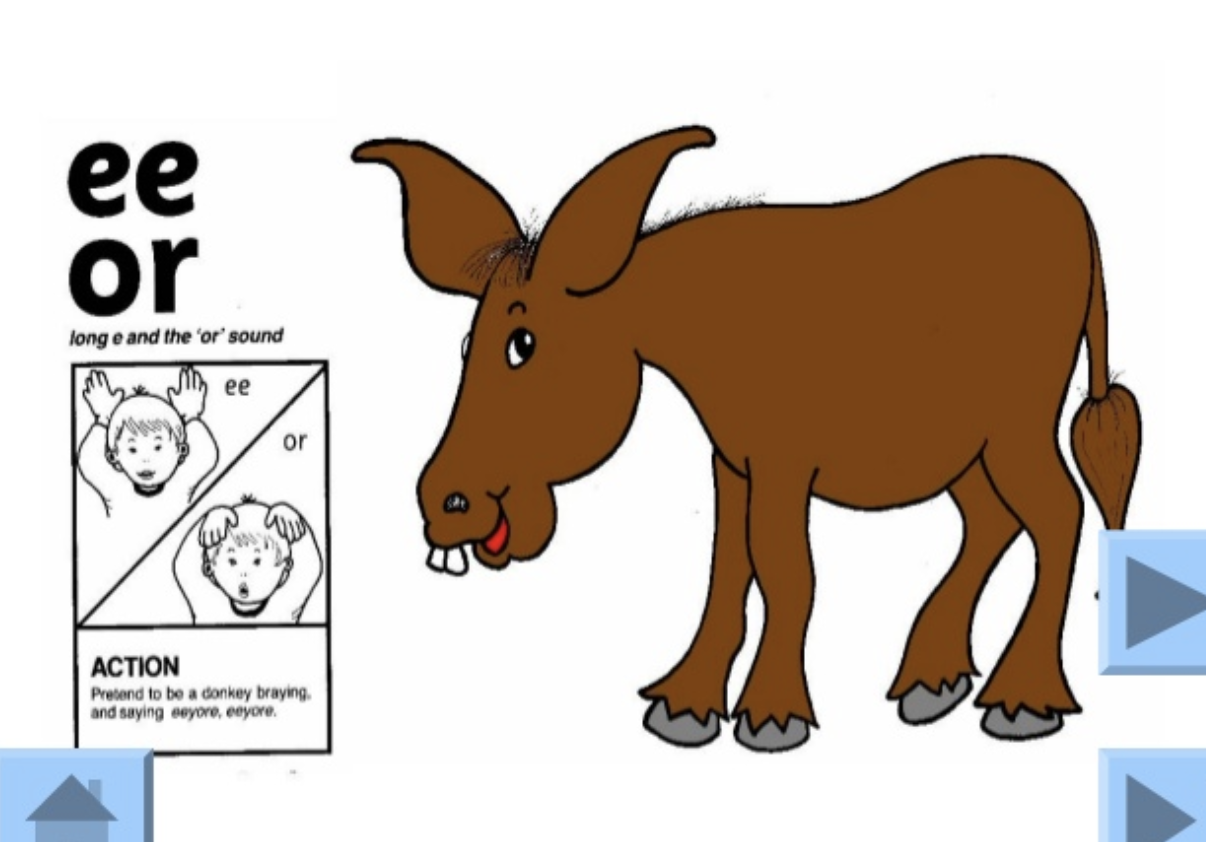 ee
or
long e and the 'or' sound
ee
or
ACTION
Pretend to be a donkey braying,
and saying eeyore, eeyore.